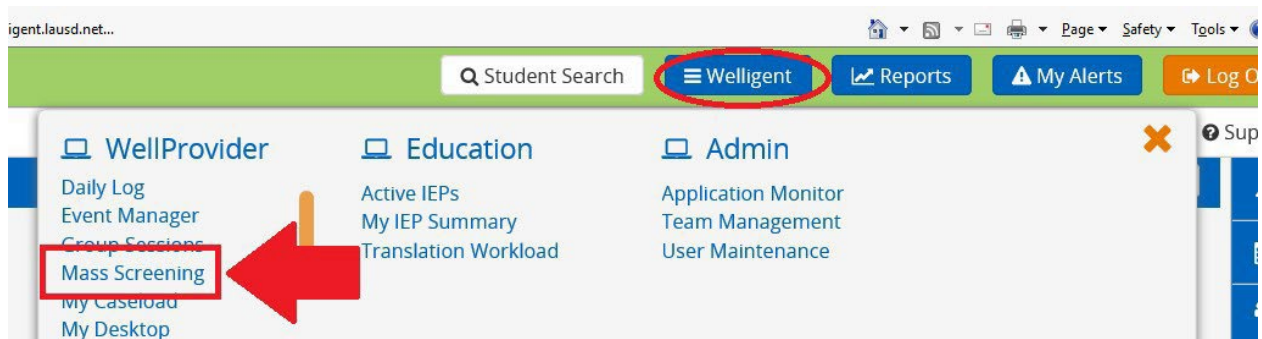 igent.lausd.net...
Page Safety Tools
Student Search Welligent Reports My Alerts Log O
Sup
WellProvider
Daily Log
Event Manager
Group Sessions
Mass Screening
My Caseload
My Desktop
Education
Active IEPs
My IEP Summary
Translation Workload
Admin
Application Monitor
Team Management
User Maintenance